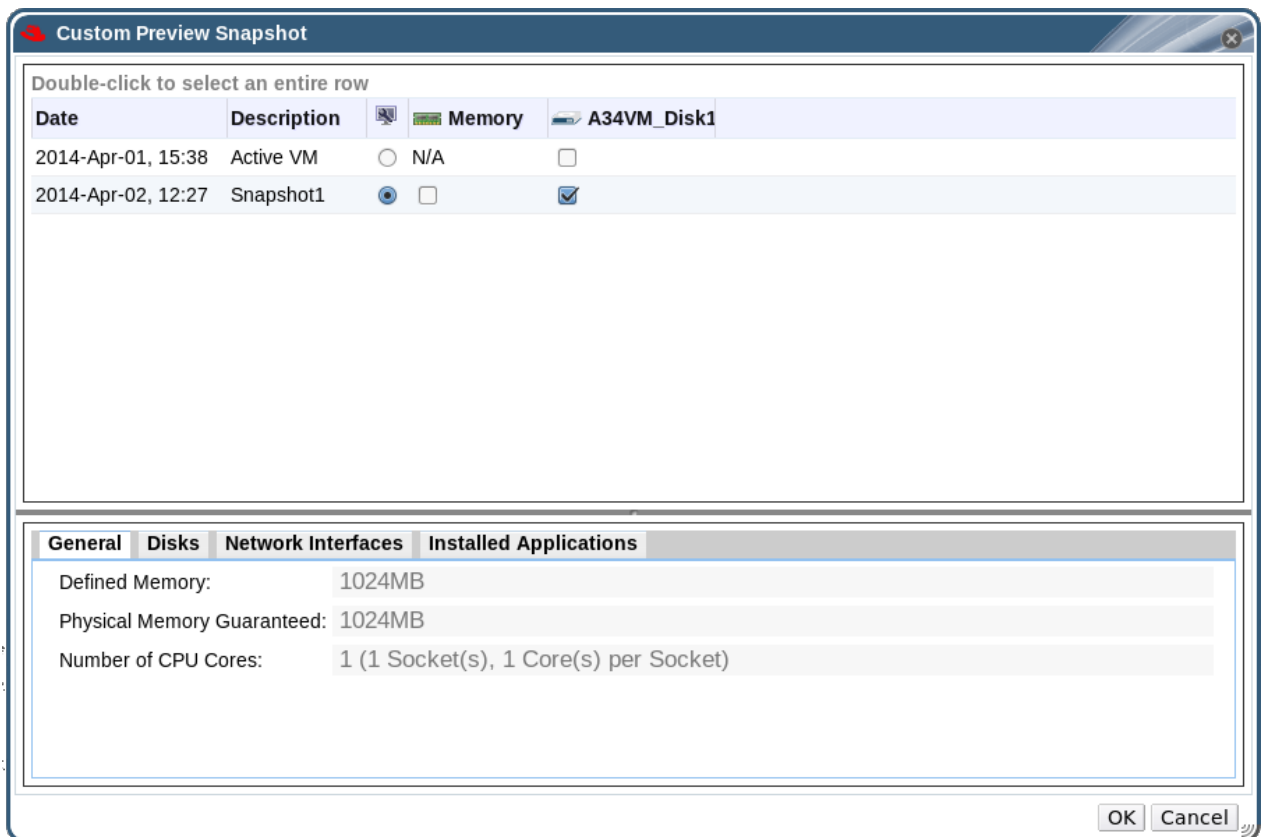 Custom Preview Snapshot
Double-click to select an entire row
Date Description Memory A34VM_Disk1
2014-Apr-01, 15:38 Active VM N/A
2014-Apr-02, 12:27 Snapshot1
General Disks Network Interfaces Installed Applications
Defined Memory: 1024MB
Physical Memory Guaranteed: 1024MB
Number of CPU Cores: 1 (1 Socket(s), 1 Core(s) per Socket)
OK Cancel